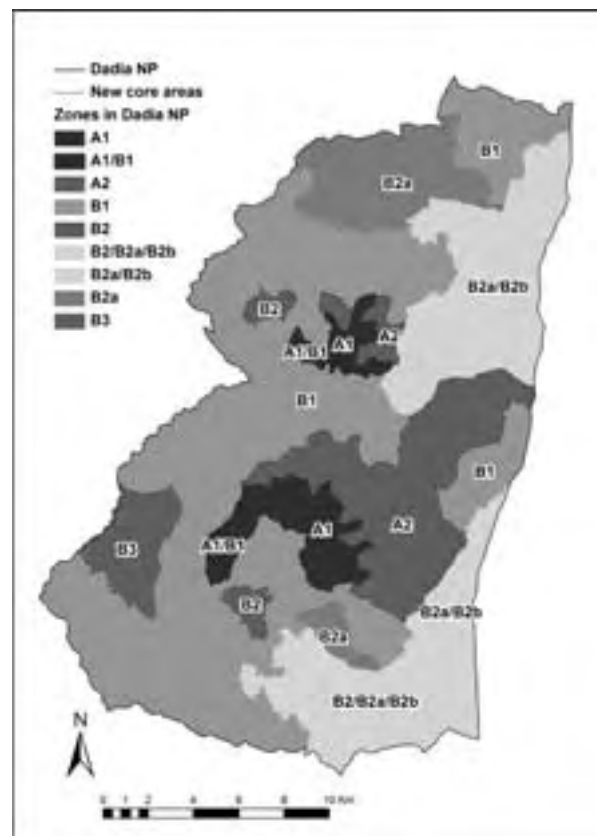 Dadia NP
New core areas
Zones in Dadia NP
A1
A1/B1
A2
B1
B2
B2/B2a/B2b
B2a/B2b
B2a
B3
B1
B2a
B2a/B2b
B2
A1/B1
A1
A2
B1
B1
A2
A1
A1/B1
B3
B2
B2a
B2a/B2b
B2/B2a/B2b
N
0 1 2 4 6 8 10 Km